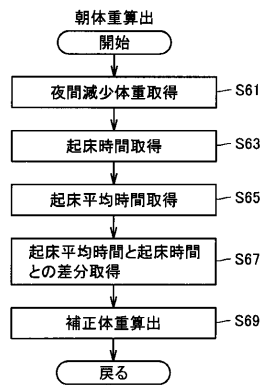 朝体重算出
開始
夜間減少体重取得
S61
起床時間取得
S63
起床平均時間取得
S65
起床平均時間と起床時間
との差分取得
S67
補正体重算出
S69
戻る